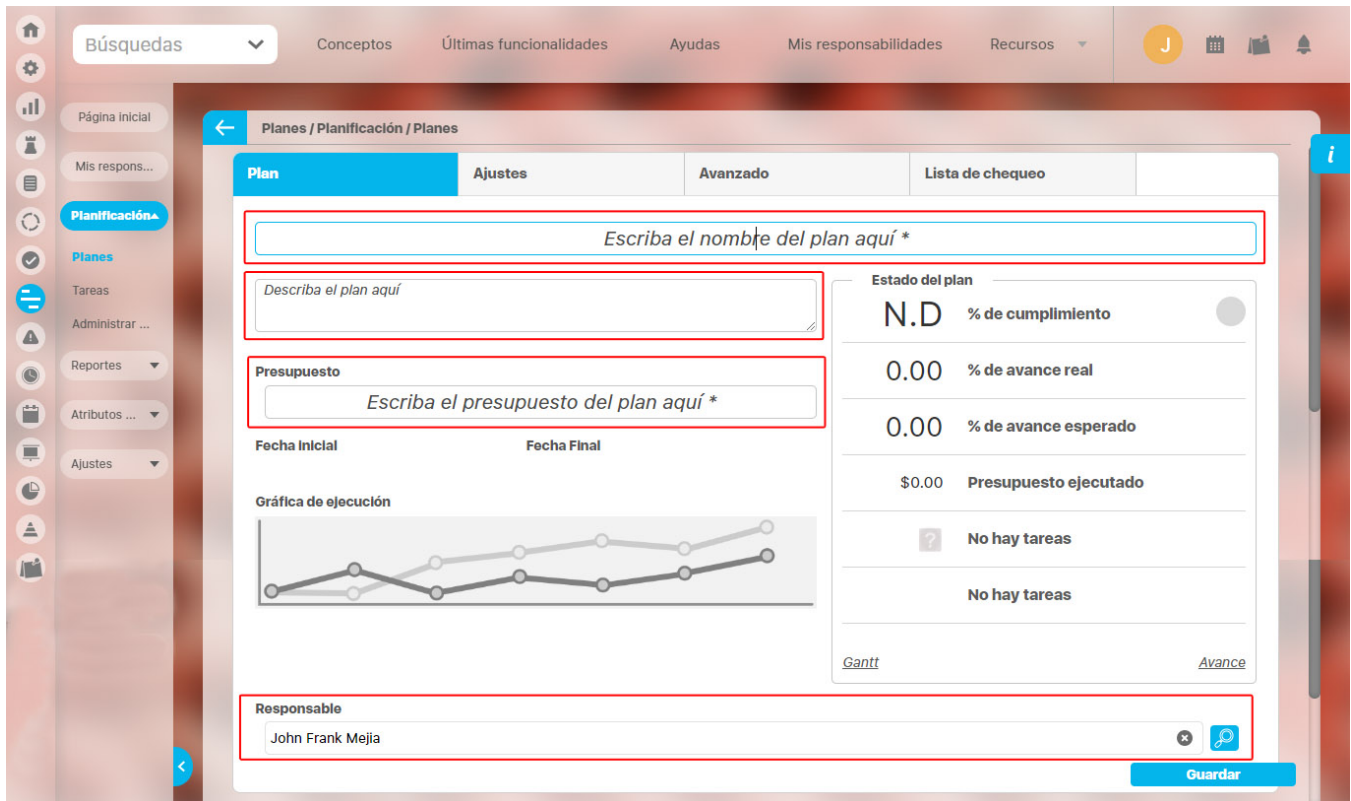 Búsquedas
Conceptos
Últimas funcionalidades
Ayudas
Mis responsabilidades
Recursos
J
Página inicial
Mis respons...
Planificación
Planes
Tareas
Administrar ...
Reportes
Atributos ...
Ajustes
Planes / Planificación / Planes
i
Plan
Ajustes
Avanzado
Lista de chequeo
Escriba el nombre del plan aquí *
Describa el plan aquí
Presupuesto
Escriba el presupuesto del plan aquí *
Fecha Inicial
Fecha Final
Gráfica de ejecución
Estado del plan
N.D % de cumplimiento
0.00 % de avance real
0.00 % de avance esperado
$0.00 Presupuesto ejecutado
? No hay tareas
No hay tareas
Gantt
Avance
Responsable
John Frank Mejia
Guardar